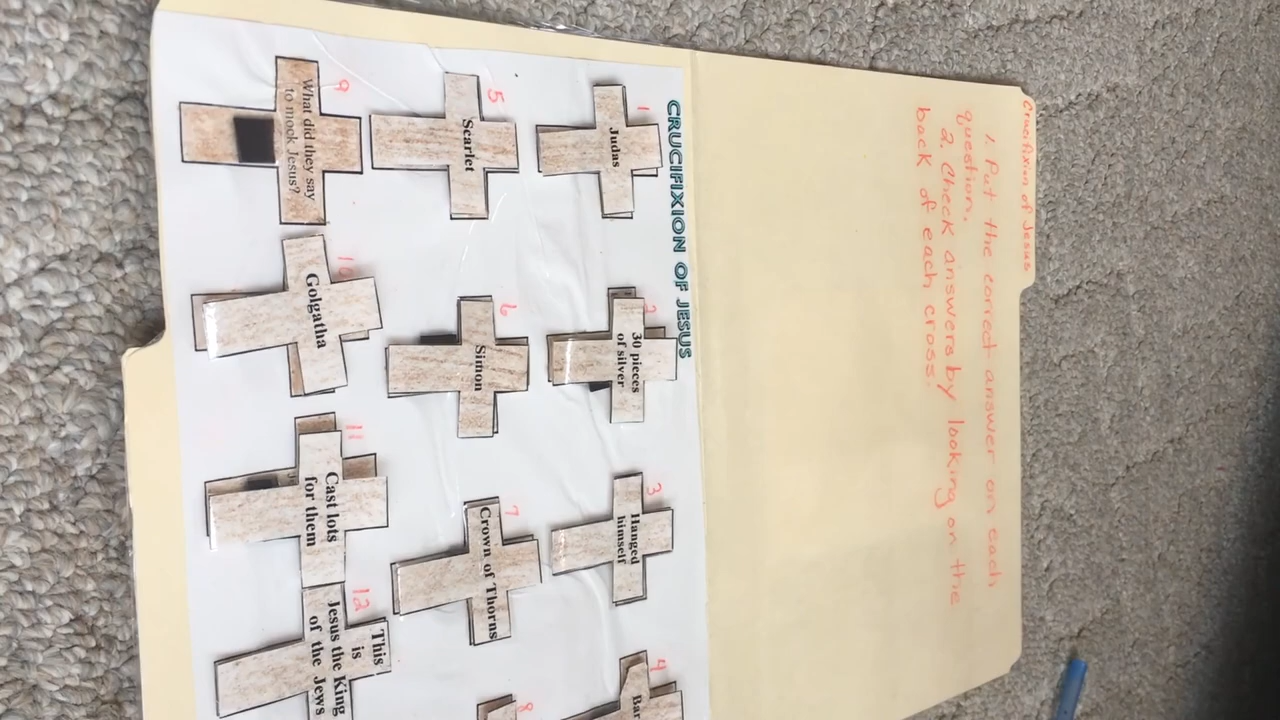 Crucifixion of Jesus
1. Put the correct answer on each
question.
2. Check answers by looking on the
back of each cross.
CRUCIFIXION OF JESUS
1
Judas
2
30 pieces
of silver
3
Hanged
himself
4
5
Scarlet
6
Simon
7
Crown of Thorns
8
9
What did they say
to mock Jesus?
10
Golgatha
11
Cast lots
for them
12
This
is
Jesus the King
of the Jews